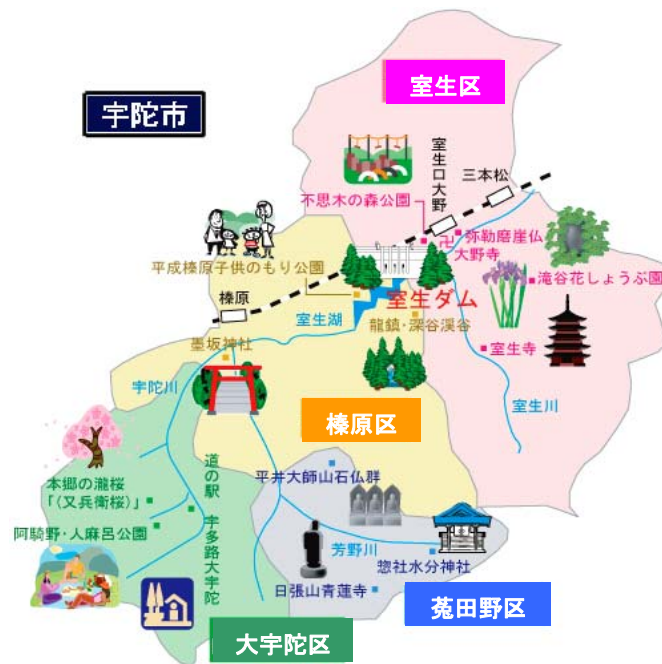 宇陀市
室生区
室生口大野
三本松
不思木の森公園
弥勒磨崖仏
大野寺
平成榛原子供のもり公園
滝谷花しょうぶ園
榛原
室生湖
室生ダム
龍鎮・深谷渓谷
墨坂神社
室生寺
宇陀川
室生川
榛原区
本郷の瀧桜
「〈又兵衛桜〉」
道の駅 宇多路大宇陀
平井大師山石仏群
阿騎野・人麻呂公園
芳野川
惣社水分神社
日張山青蓮寺
菟田野区
大宇陀区